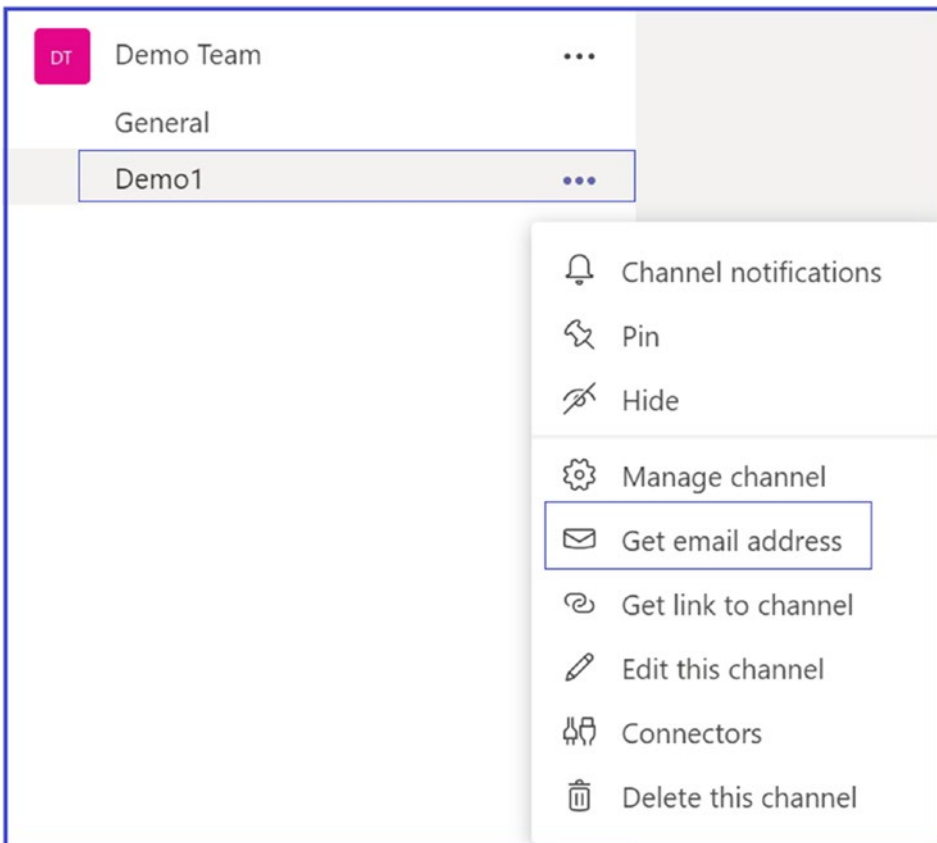 DT
Demo Team
General
Demo1
Channel notifications
Pin
Hide
Manage channel
Get email address
Get link to channel
Edit this channel
Connectors
Delete this channel